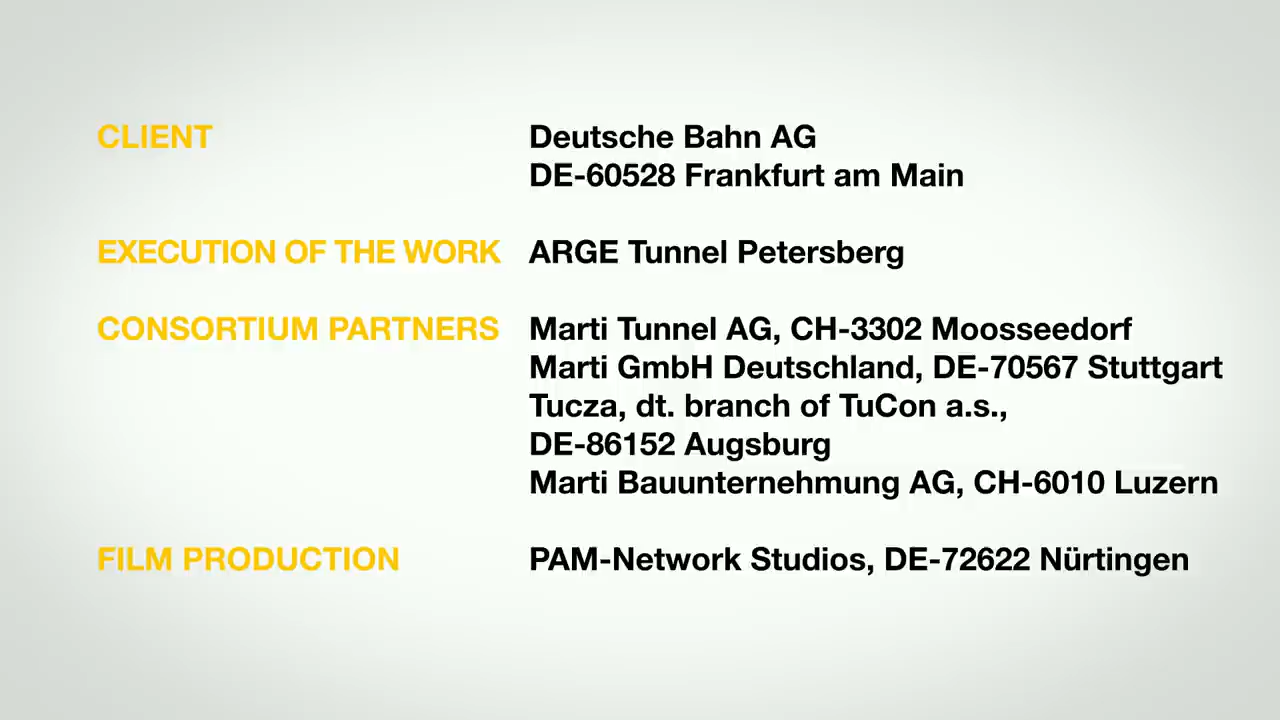 CLIENT Deutsche Bahn AG
DE-60528 Frankfurt am Main
EXECUTION OF THE WORK ARGE Tunnel Petersberg
CONSORTIUM PARTNERS Marti Tunnel AG, CH-3302 Moosseedorf
Marti GmbH Deutschland, DE-70567 Stuttgart
Tucza, dt. branch of TuCon a.s.,
DE-86152 Augsburg
Marti Bauunternehmung AG, CH-6010 Luzern
FILM PRODUCTION PAM-Network Studios, DE-72622 Nürtingen